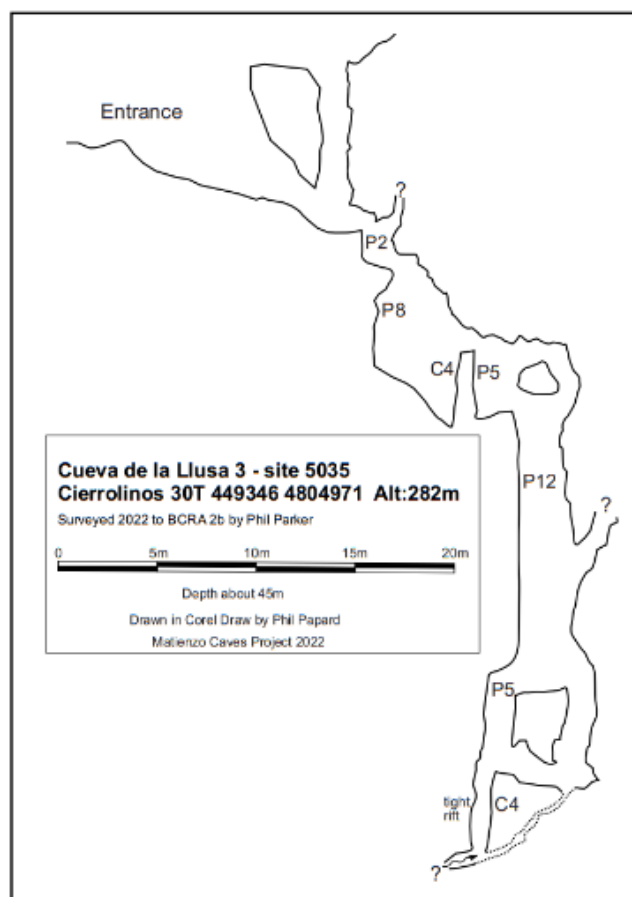 Entrance
?
P2
P8
C4
P5
P12
?
Cueva de la Llusa 3 - site 5035
Cierrolinos 30T 449346 4804971 Alt:282m
Surveyed 2022 to BCRA 2b by Phil Parker
0 5m 10m 15m 20m
Depth about 45m
Drawn in Corel Draw by Phil Papard
Matienzo Caves Project 2022
P5
tight
rift
C4
?